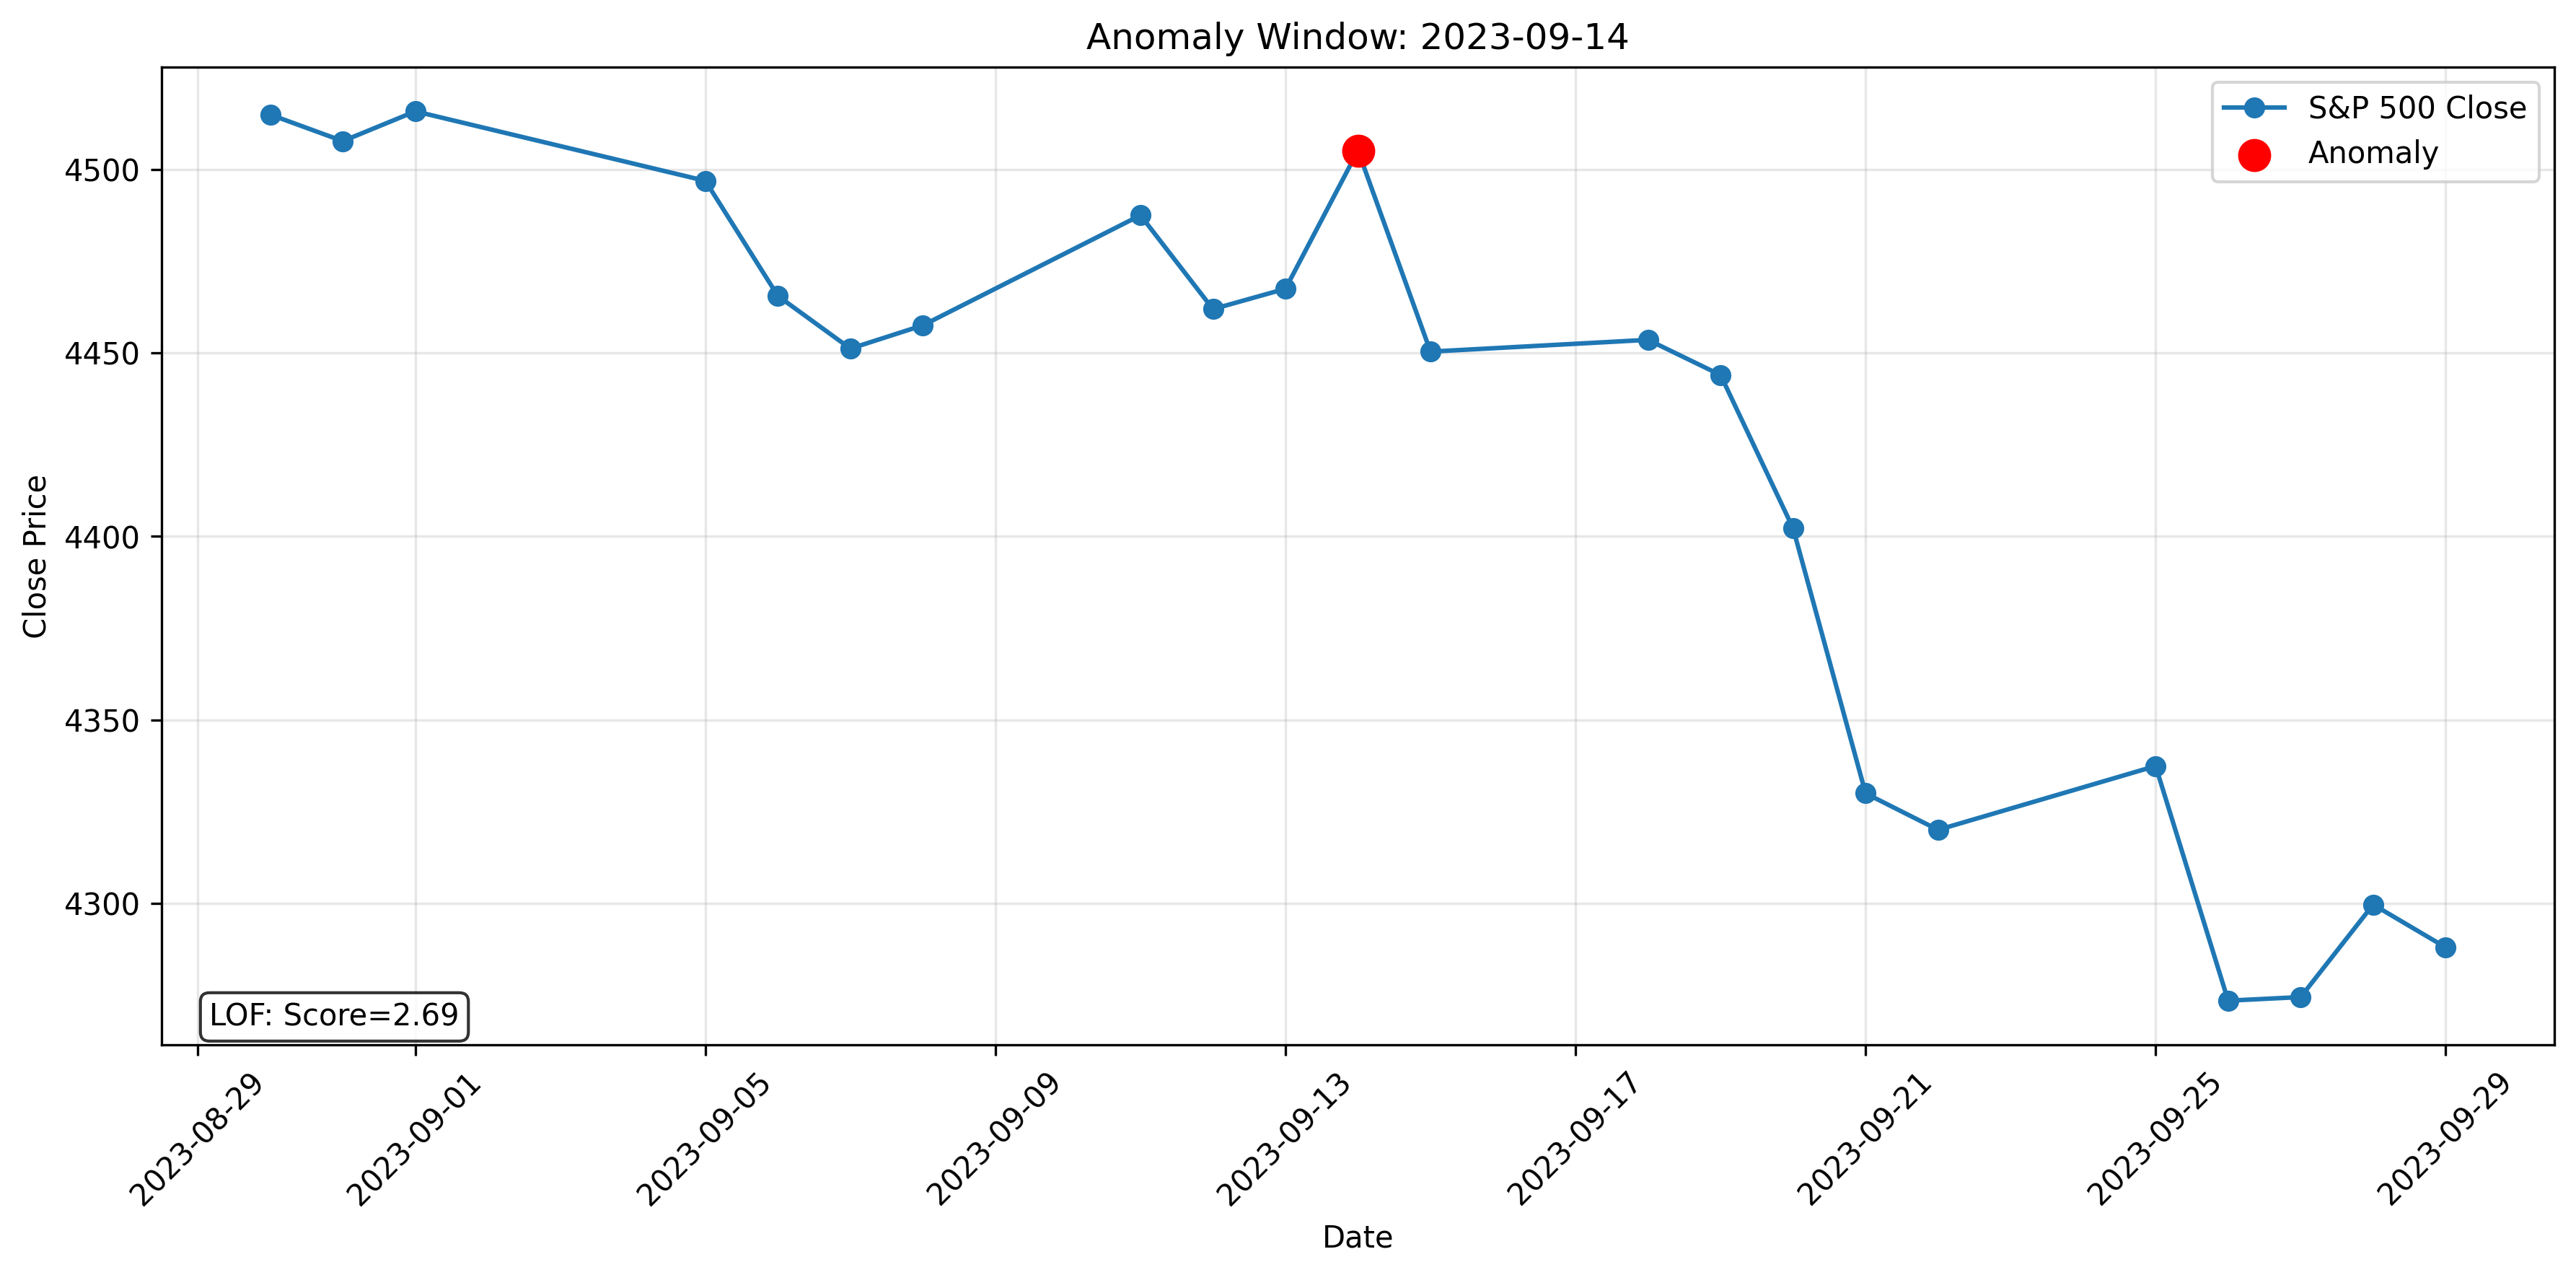 Anomaly Window: 2023-09-14
S&P 500 Close
Anomaly
Close Price
4500
4450
4400
4350
4300
LOF: Score=2.69
2023-08-29
2023-09-01
2023-09-05
2023-09-09
2023-09-13
2023-09-17
2023-09-21
2023-09-25
2023-09-29
Date